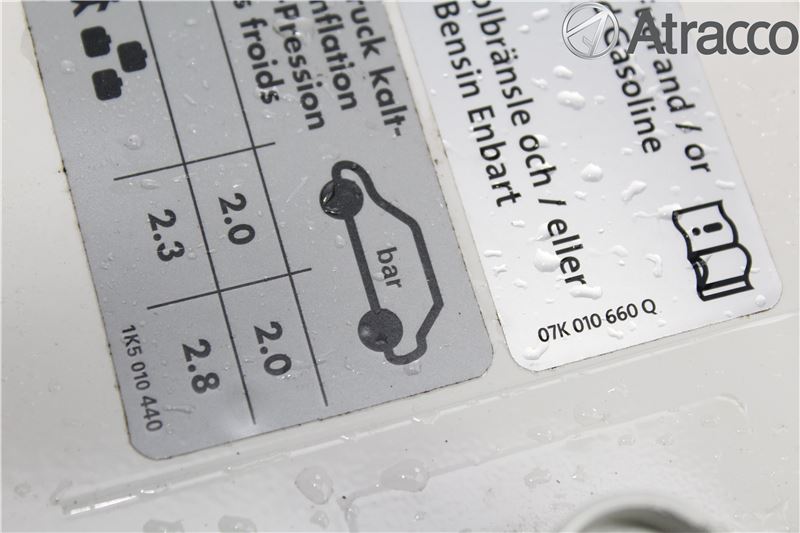 Atracco
ruck kalt-
nflation
-Pression
s froids
bar
2.0
2.0
2.3
2.8
1K5 010 440
and / or
Gasoline
bränsle och / eller
Bensin Enbart
07K 010 660 Q